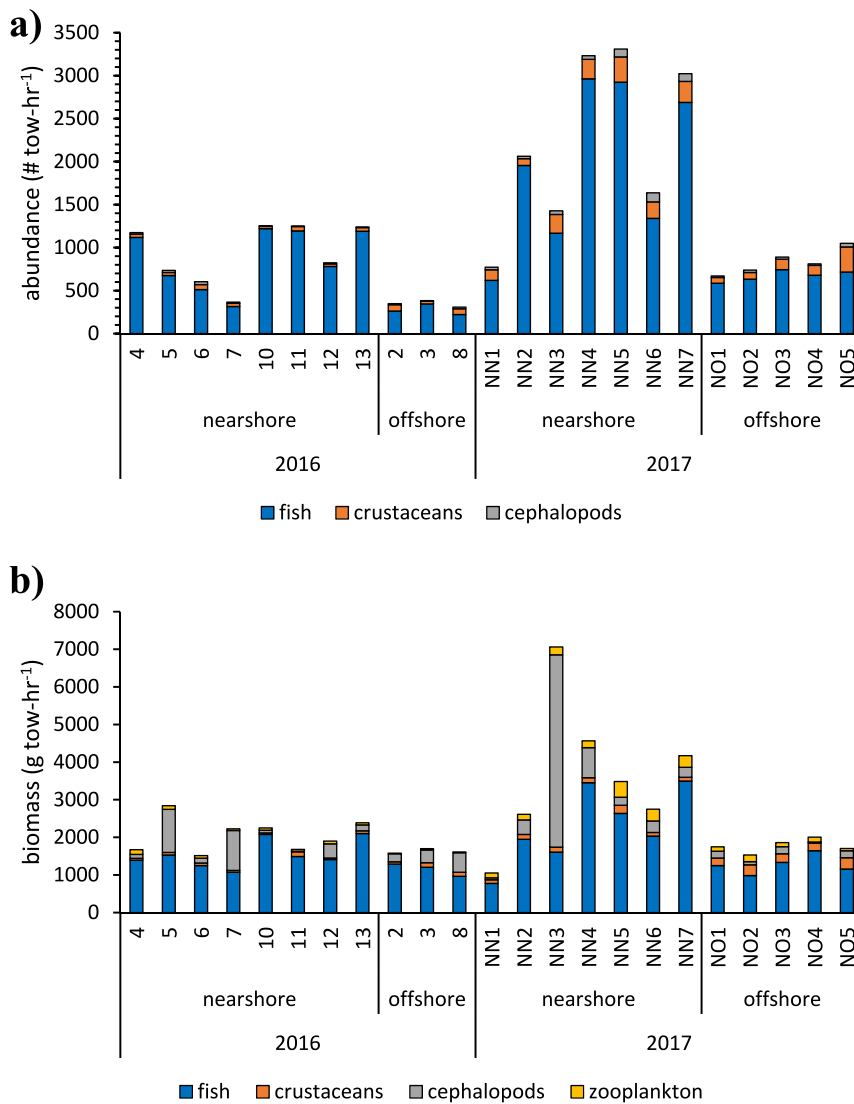 a)
abundance (# tow-hr-1)
3500
3000
2500
2000
1500
1000
500
0
4 5 6 7 10 11 12 13 2 3 8 NN1 NN2 NN3 NN4 NN5 NN6 NN7 NO1 NO2 NO3 NO4 NO5
nearshore offshore nearshore offshore
2016 2017
fish crustaceans cephalopods
b)
biomass (g tow-hr-1)
8000
7000
6000
5000
4000
3000
2000
1000
0
4 5 6 7 10 11 12 13 2 3 8 NN1 NN2 NN3 NN4 NN5 NN6 NN7 NO1 NO2 NO3 NO4 NO5
nearshore offshore nearshore offshore
2016 2017
fish crustaceans cephalopods zooplankton